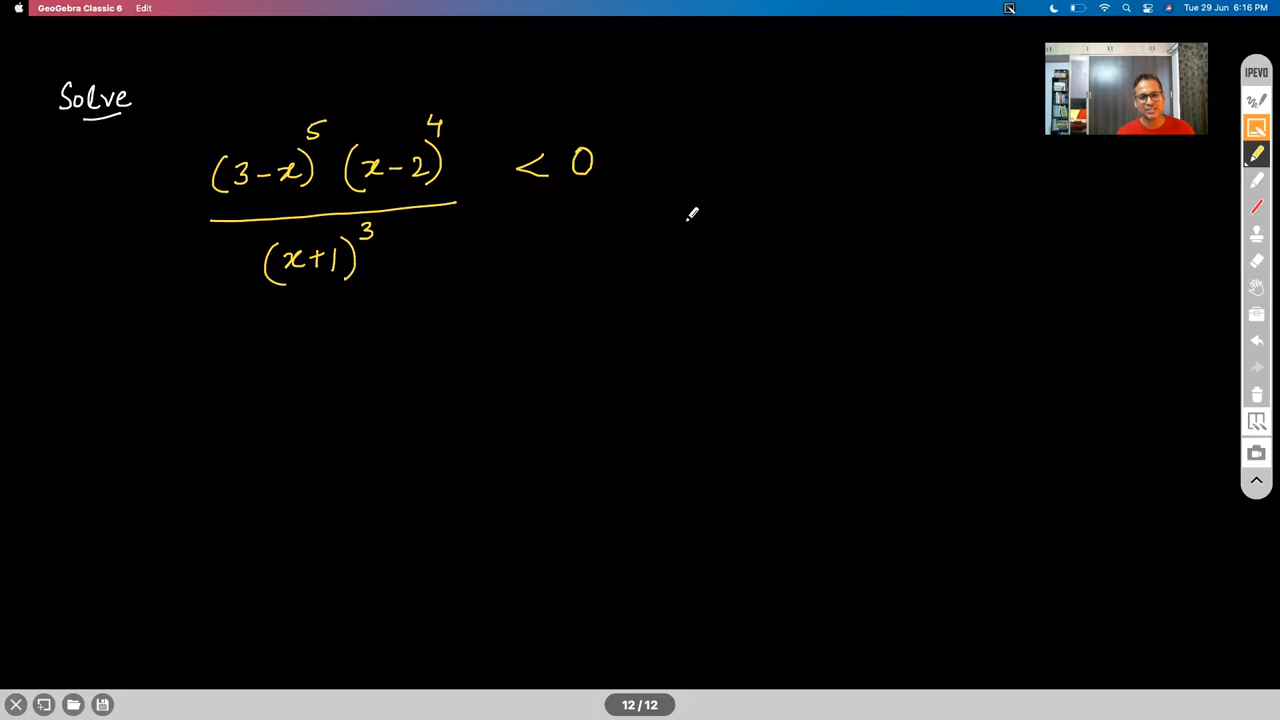 GeoGebra Classic 6 Edit Tue 29 Jun 6:16 PM
IPEVO
Solve
(3-x)^5 (x-2)^4 < 0
(x+1)^3
12/12